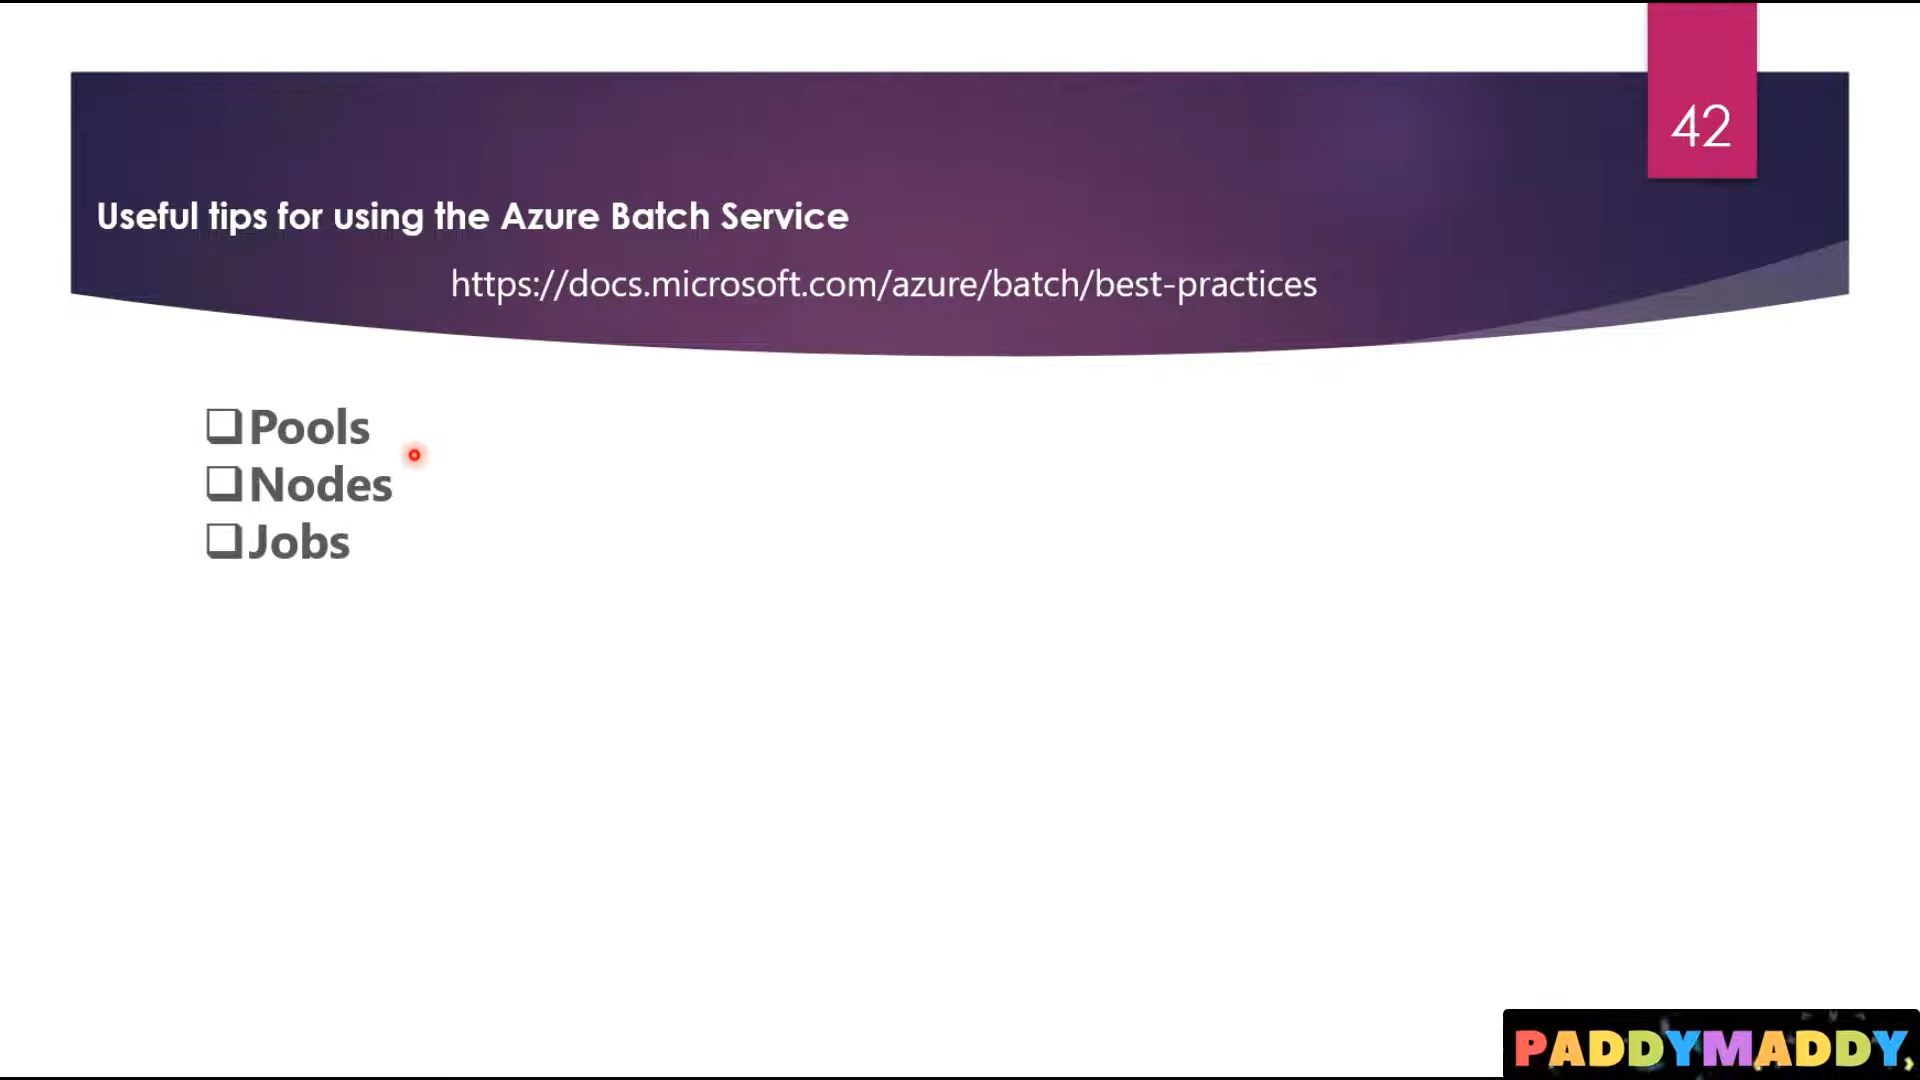 42
Useful tips for using the Azure Batch Service
https://docs.microsoft.com/azure/batch/best-practices
Pools
Nodes
Jobs
PADDYMADDY,